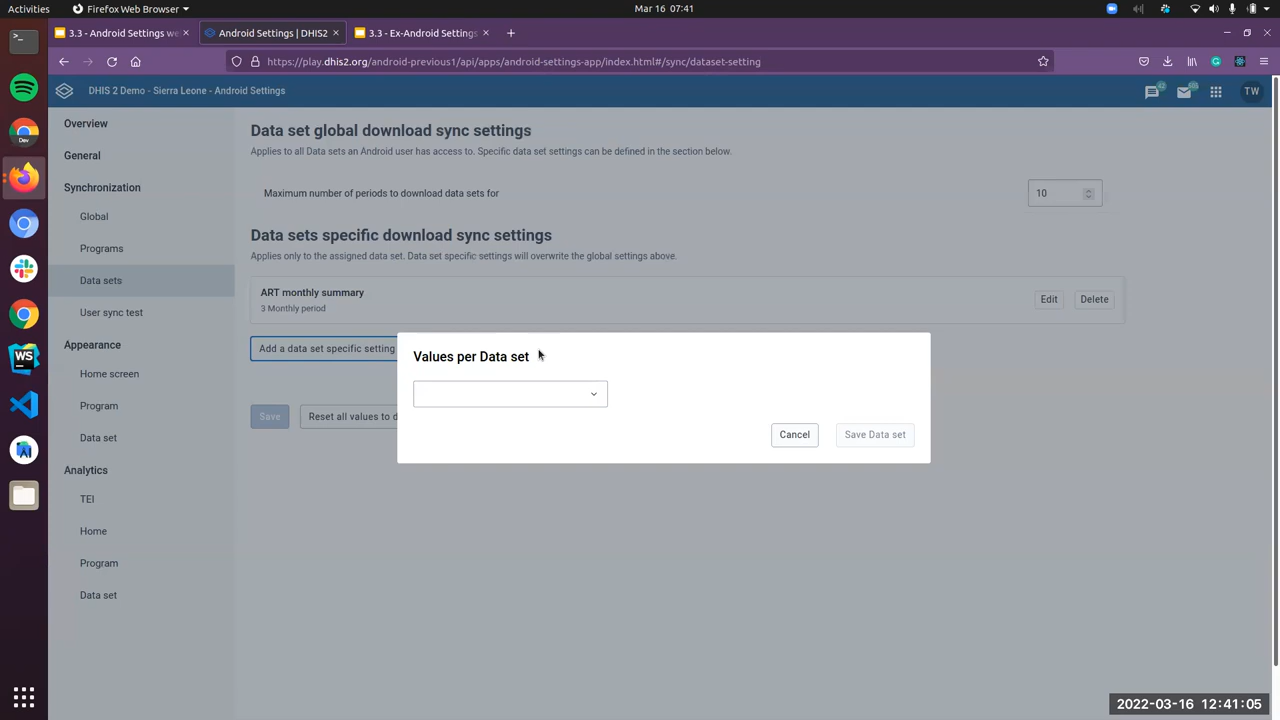 Activities
Firefox Web Browser
Mar 16 07:41
3.3 - Android Settings we
Android Settings | DHIS2
3.3 - Ex-Android Settings
https://play.dhis2.org/android-previous1/api/apps/android-settings-app/index.html#/sync/dataset-setting
DHIS 2 Demo - Sierra Leone - Android Settings
TW
Overview
General
Synchronization
Global
Programs
Data sets
User sync test
Appearance
Home screen
Program
Data set
Analytics
TEI
Home
Program
Data set
Data set global download sync settings
Applies to all Data sets an Android user has access to. Specific data set settings can be defined in the section below.
Maximum number of periods to download data sets for
10
Data sets specific download sync settings
Applies only to the assigned data set. Data set specific settings will overwrite the global settings above.
ART monthly summary
3 Monthly period
Edit
Delete
Add a data set specific setting
Save
Reset all values to d
Values per Data set
Cancel
Save Data set
Dev
WS
2022-03-16 12:41:05